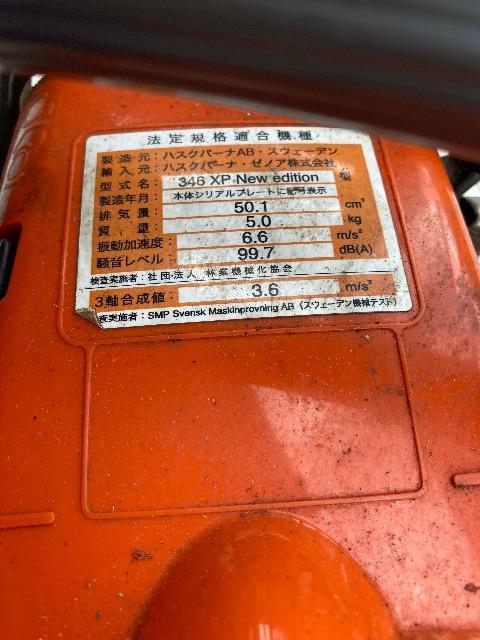 法定規格適合機種
製造元：ハスクバーナAB・スウェーデン
輸入元：ハスクバーナ・ゼノア株式会社
型式名： 346 XP New edition 型
製造年月： 本体シリアルプレートに記号表示
排気量： 50.1 cm³
質量： 5.0 kg
振動加速度： 6.6 m/s²
騒音レベル： 99.7 dB(A)
検査実施者：社団法人 林業機械化協会
3軸合成値： 3.6 m/s²
査実施者：SMP Svensk Maskinprovning AB（スウェーデン機械テスト）